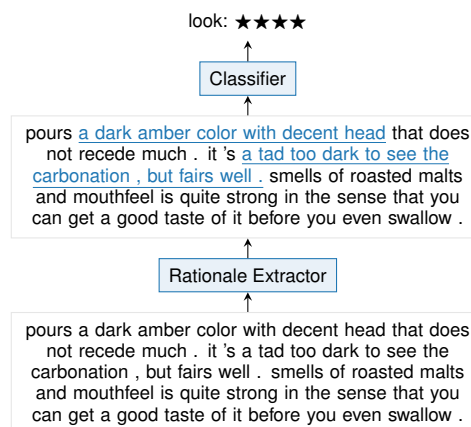 look: ★★★★
Classifier
pours a dark amber color with decent head that does
not recede much . it 's a tad too dark to see the
carbonation , but fairs well . smells of roasted malts
and mouthfeel is quite strong in the sense that you
can get a good taste of it before you even swallow .
Rationale Extractor
pours a dark amber color with decent head that does
not recede much . it 's a tad too dark to see the
carbonation , but fairs well . smells of roasted malts
and mouthfeel is quite strong in the sense that you
can get a good taste of it before you even swallow .